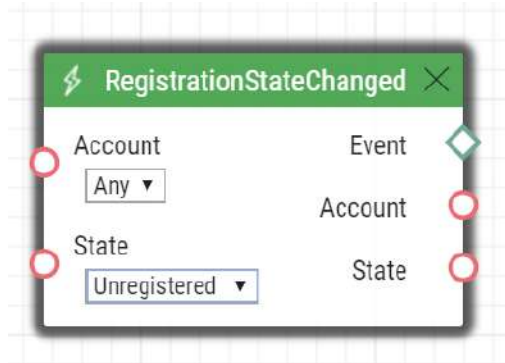 RegistrationStateChanged
Account
Any
State
Unregistered
Event
Account
State